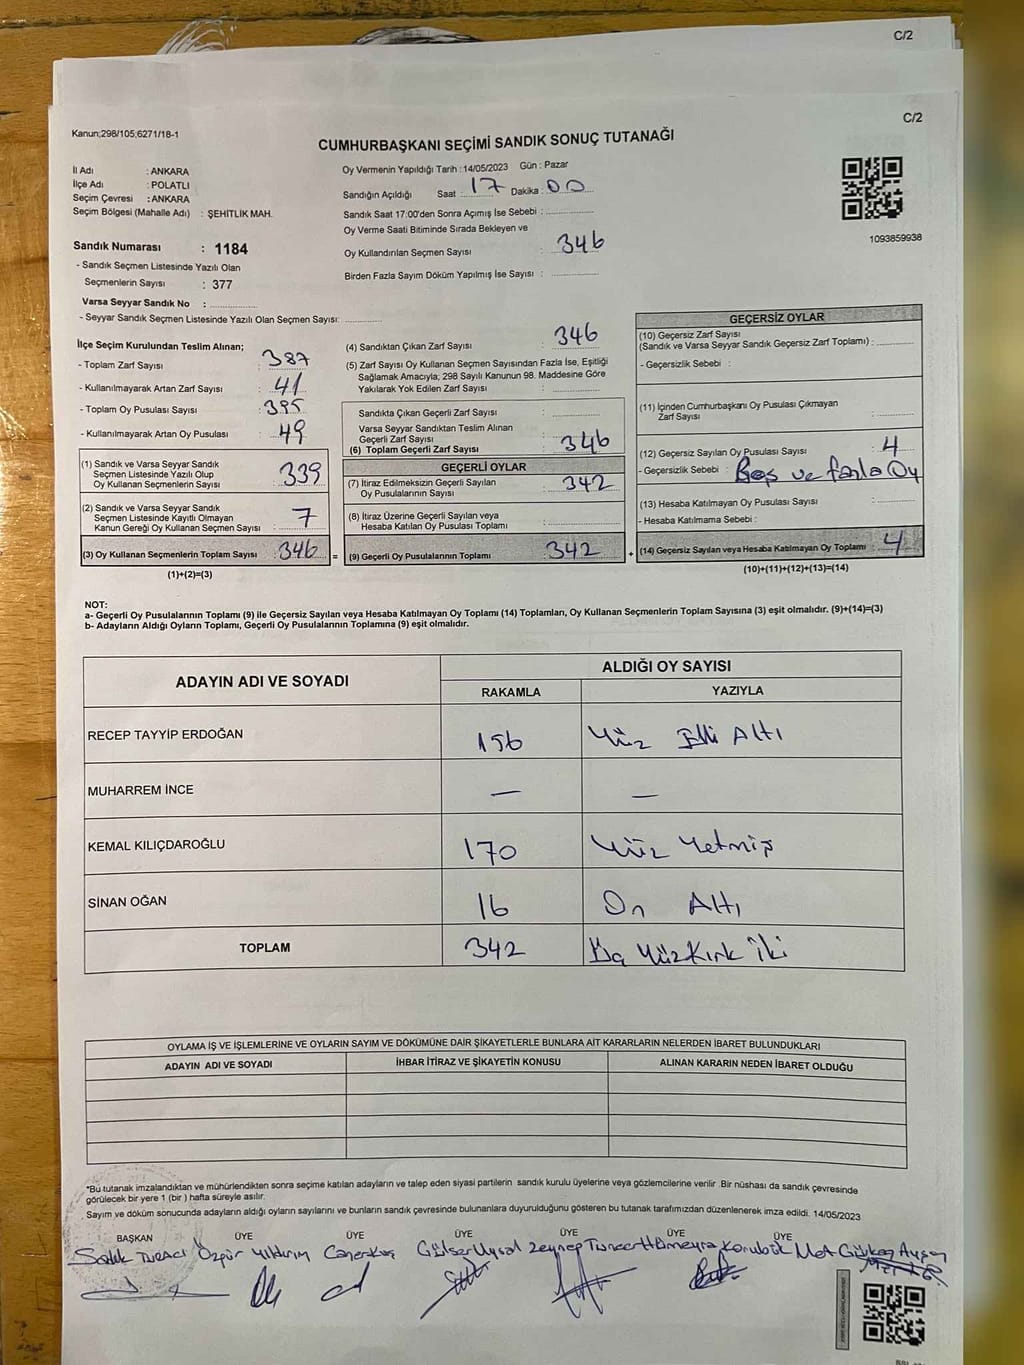 C/2
C/2
Kanun;298/105;6271/18-1
CUMHURBAŞKANI SEÇİMİ SANDIK SONUÇ TUTANAĞI
İl Adı : ANKARA
İlçe Adı : POLATLI
Seçim Çevresi : ANKARA
Seçim Bölgesi (Mahalle Adı) : ŞEHİTLİK MAH.
Oy Vermenin Yapıldığı Tarih :14/05/2023 Gün : Pazar
Sandığın Açıldığı Saat : 17 Dakika : 00
Sandık Saat 17:00'den Sonra Açımış İse Sebebi :
Oy Verme Saati Bitiminde Sırada Bekleyen ve
Oy Kullandırılan Seçmen Sayısı : 346
Birden Fazla Sayım Döküm Yapılmış İse Sayısı :
1093859938
Sandık Numarası : 1184
- Sandık Seçmen Listesinde Yazılı Olan
Seçmenlerin Sayısı : 377
Varsa Seyyar Sandık No :
- Seyyar Sandık Seçmen Listesinde Yazılı Olan Seçmen Sayısı:
İlçe Seçim Kurulundan Teslim Alınan;
- Toplam Zarf Sayısı : 387
- Kullanılmayarak Artan Zarf Sayısı : 41
- Toplam Oy Pusulası Sayısı : 395
- Kullanılmayarak Artan Oy Pusulası : 49
(1) Sandık ve Varsa Seyyar Sandık
Seçmen Listesinde Yazılı Olup
Oy Kullanan Seçmenlerin Sayısı : 339
(2) Sandık ve Varsa Seyyar Sandık
Seçmen Listesinde Kayıtlı Olmayan
Kanun Gereği Oy Kullanan Seçmen Sayısı : 7
(3) Oy Kullanan Seçmenlerin Toplam Sayısı : 346 =
(1)+(2)=(3)
(4) Sandıktan Çıkan Zarf Sayısı : 346
(5) Zarf Sayısı Oy Kullanan Seçmen Sayısından Fazla İse, Eşitliği
Sağlamak Amacıyla; 298 Sayılı Kanunun 98. Maddesine Göre
Yakılarak Yok Edilen Zarf Sayısı :
Sandıkta Çıkan Geçerli Zarf Sayısı :
Varsa Seyyar Sandıktan Teslim Alınan
Geçerli Zarf Sayısı :
(6) Toplam Geçerli Zarf Sayısı : 346
GEÇERLİ OYLAR
(7) İtiraz Edilmeksizin Geçerli Sayılan
Oy Pusulalarının Sayısı : 342
(8) İtiraz Üzerine Geçerli Sayılan veya
Hesaba Katılan Oy Pusulası Toplamı :
(9) Geçerli Oy Pusulalarının Toplamı : 342 +
GEÇERSİZ OYLAR
(10) Geçersiz Zarf Sayısı
(Sandık ve Varsa Seyyar Sandık Geçersiz Zarf Toplamı) :
- Geçersizlik Sebebi :
(11) İçinden Cumhurbaşkanı Oy Pusulası Çıkmayan
Zarf Sayısı :
(12) Geçersiz Sayılan Oy Pusulası Sayısı : 4
- Geçersizlik Sebebi : Boş ve fazla Oy
(13) Hesaba Katılmayan Oy Pusulası Sayısı :
- Hesaba Katılmama Sebebi :
(14) Geçersiz Sayılan veya Hesaba Katılmayan Oy Toplamı : 4
(10)+(11)+(12)+(13)=(14)
NOT:
a- Geçerli Oy Pusulalarının Toplamı (9) ile Geçersiz Sayılan veya Hesaba Katılmayan Oy Toplamı (14) Toplamları, Oy Kullanan Seçmenlerin Toplam Sayısına (3) eşit olmalıdır. (9)+(14)=(3)
b- Adayların Aldığı Oyların Toplamı, Geçerli Oy Pusulalarının Toplamına (9) eşit olmalıdır.
ADAYIN ADI VE SOYADI ALDIĞI OY SAYISI
RAKAMLA YAZIYLA
RECEP TAYYİP ERDOĞAN 156 Yüz Elli Altı
MUHARREM İNCE — —
KEMAL KILIÇDAROĞLU 170 Yüz Yetmiş
SİNAN OĞAN 16 On Altı
TOPLAM 342 Üç Yüz Kırk İki
OYLAMA İŞ VE İŞLEMLERİNE VE OYLARIN SAYIM VE DÖKÜMÜNE DAİR ŞİKAYETLERLE BUNLARA AİT KARARLARIN NELERDEN İBARET BULUNDUKLARI
ADAYIN ADI VE SOYADI İHBAR İTİRAZ VE ŞİKAYETİN KONUSU ALINAN KARARIN NEDEN İBARET OLDUĞU
*Bu tutanak imzalandıktan ve mühürlendikten sonra seçime katılan adayların ve talep eden siyasi partilerin sandık kurulu üyelerine veya gözlemcilerine verilir. Bir nüshası da sandık çevresinde
görülecek bir yere 1 (bir) hafta süreyle asılır.
Sayım ve döküm sonucunda adayların aldığı oyların sayılarını ve bunların sandık çevresinde bulunanlara duyurulduğunu gösteren bu tutanak tarafımızdan düzenlenerek imza edildi. 14/05/2023
BAŞKAN ÜYE ÜYE ÜYE ÜYE ÜYE ÜYE
Sadık TURACI Özgür Yıldırım Caner Kuş Gülser Uysal Zeynep Tuncer Hümeyra Korubük